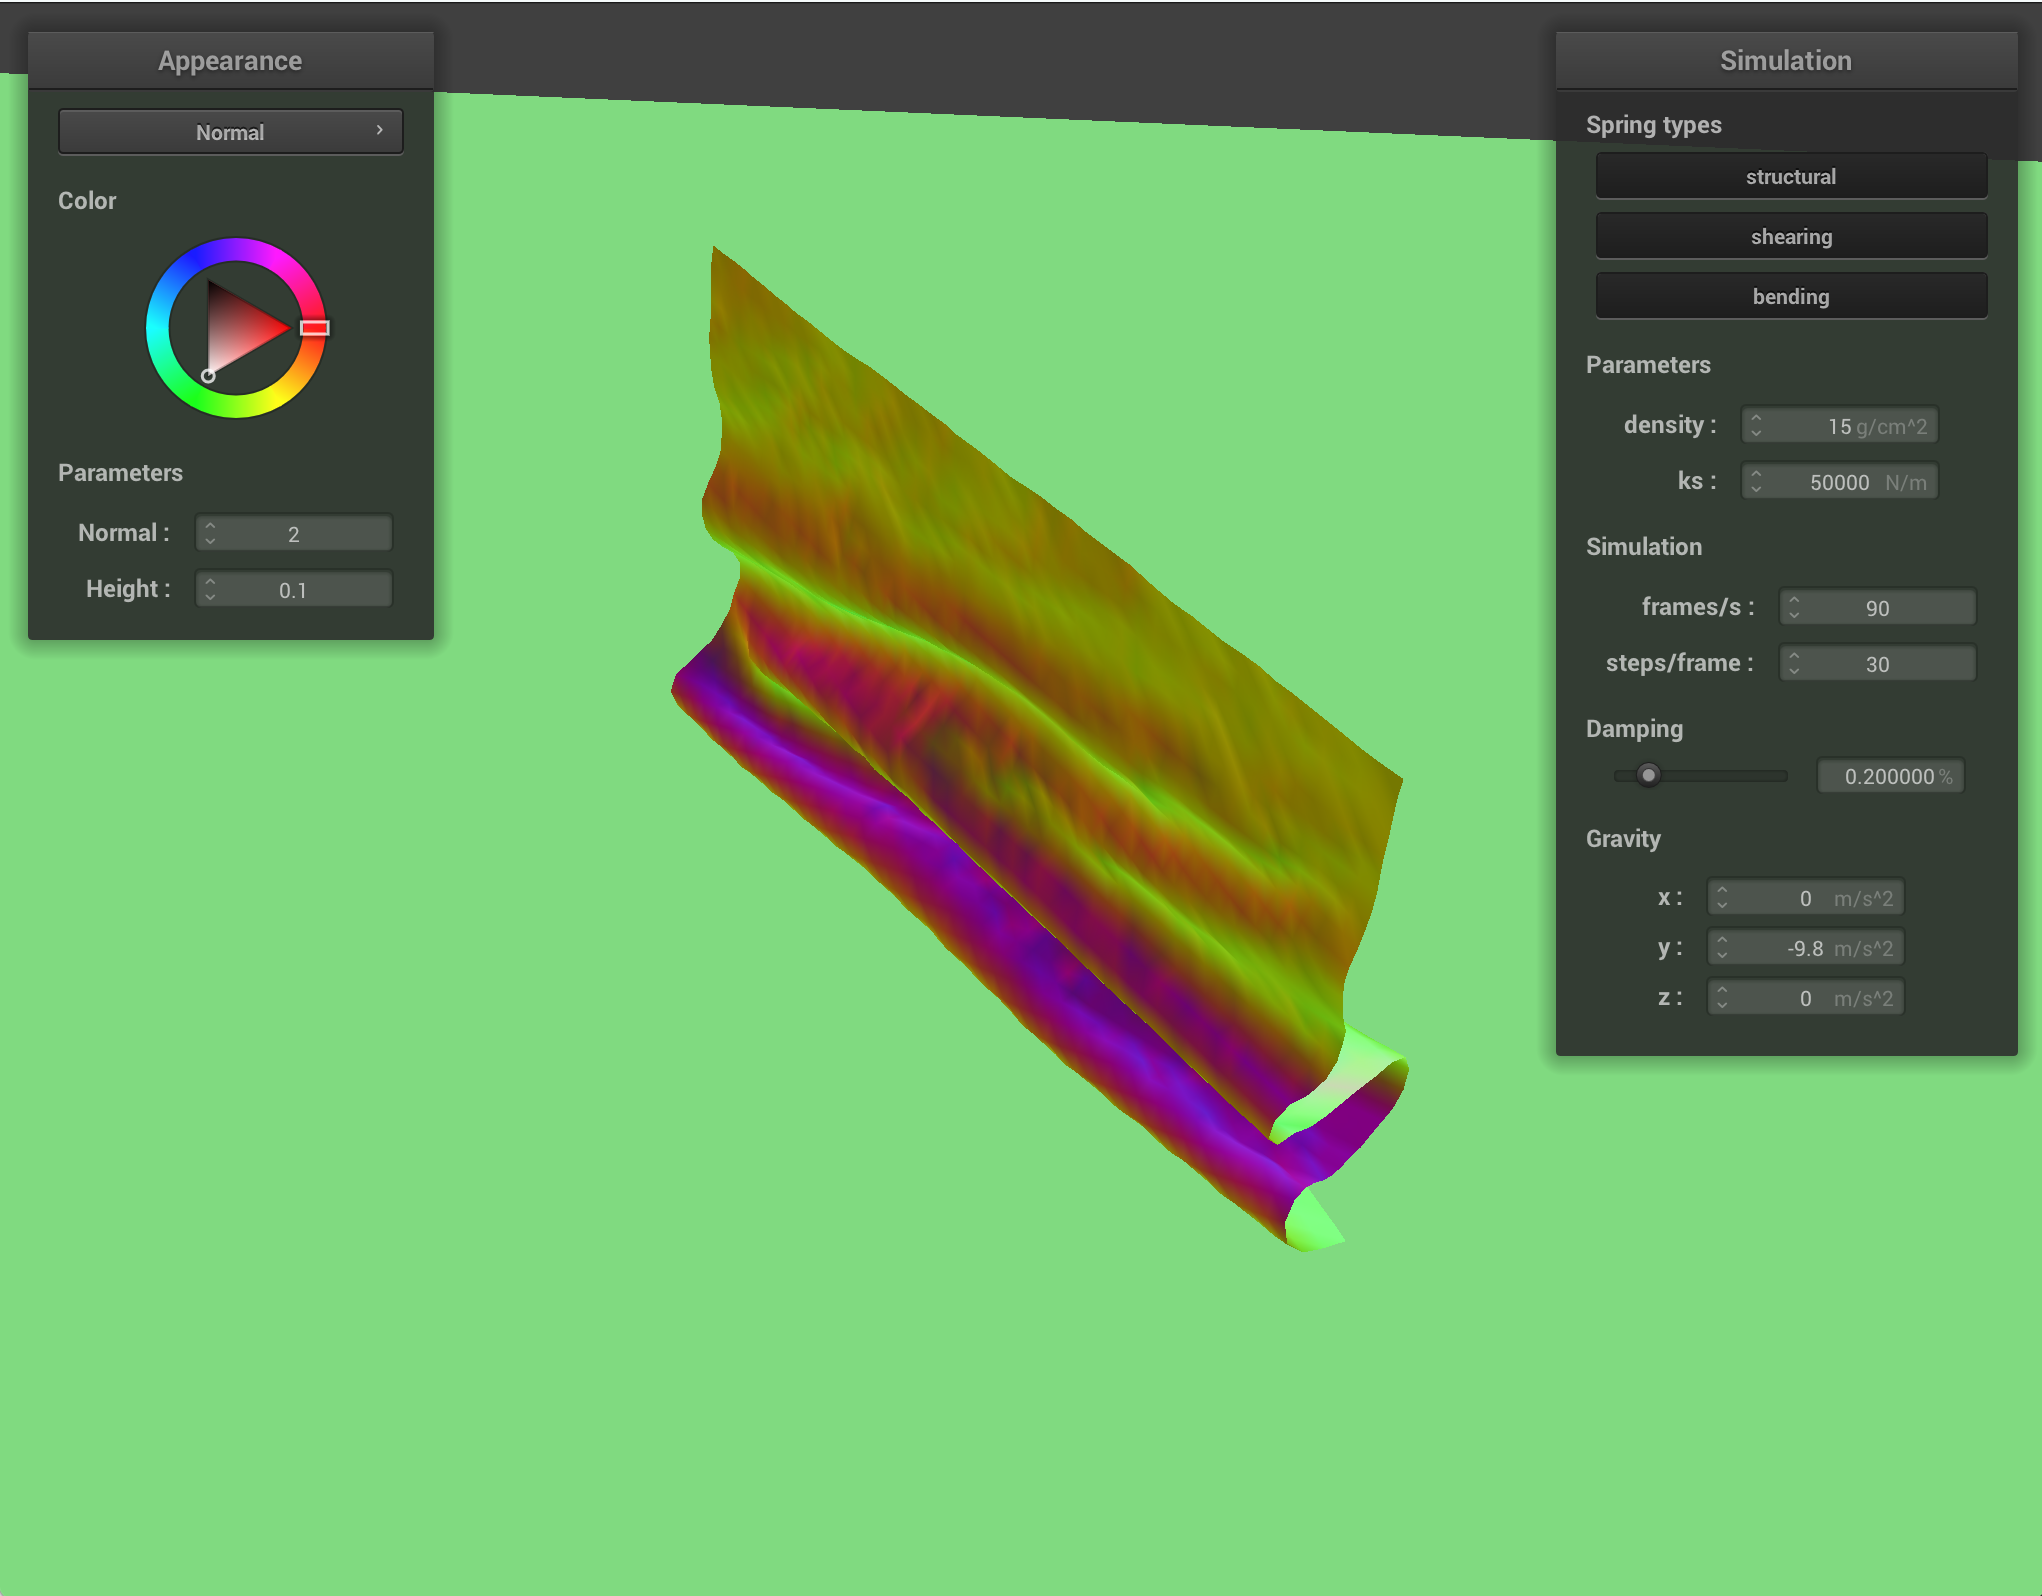 Appearance
Normal
Color
Parameters
Normal : 2
Height : 0.1
Simulation
Spring types
structural
shearing
bending
Parameters
density : 15 g/cm^2
ks : 50000 N/m
Simulation
frames/s : 90
steps/frame : 30
Damping
0.200000 %
Gravity
x : 0 m/s^2
y : -9.8 m/s^2
z : 0 m/s^2